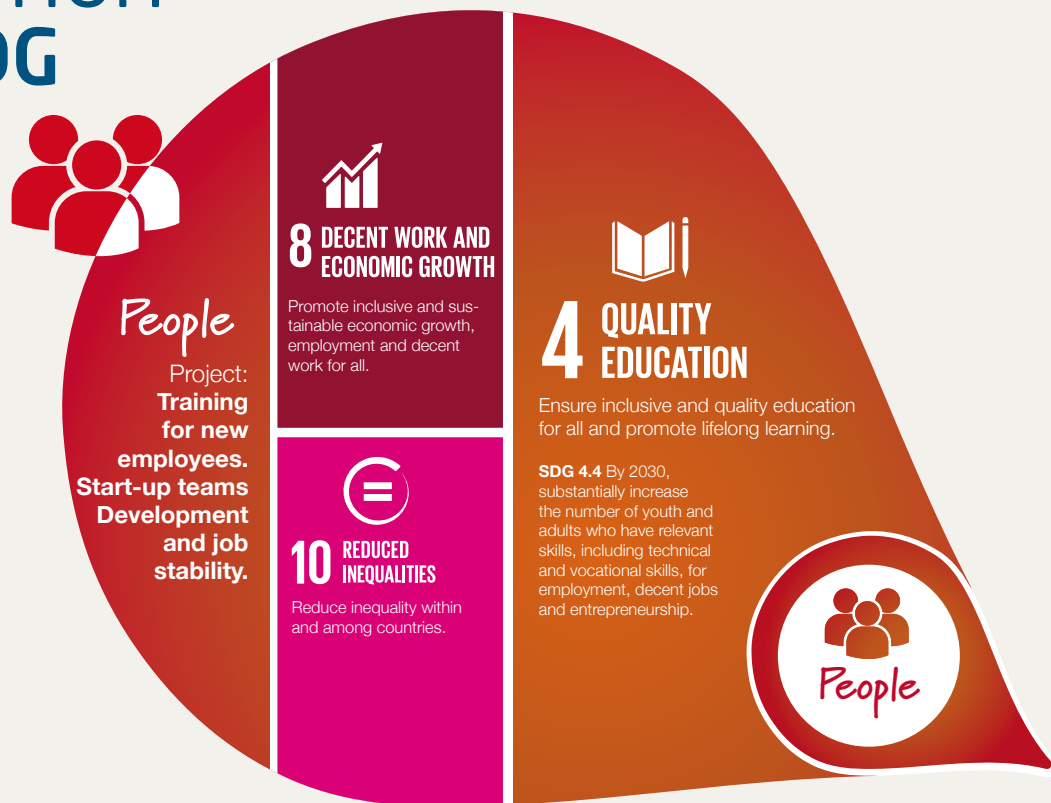 OG
People
Project:
Training
for new
employees.
Start-up teams
Development
and job
stability.
8 DECENT WORK AND
ECONOMIC GROWTH
Promote inclusive and sus-
tainable economic growth,
employment and decent
work for all.
10 REDUCED
INEQUALITIES
Reduce inequality within
and among countries.
4 QUALITY
EDUCATION
Ensure inclusive and quality education
for all and promote lifelong learning.
SDG 4.4 By 2030,
substantially increase
the number of youth and
adults who have relevant
skills, including technical
and vocational skills, for
employment, decent jobs
and entrepreneurship.
People